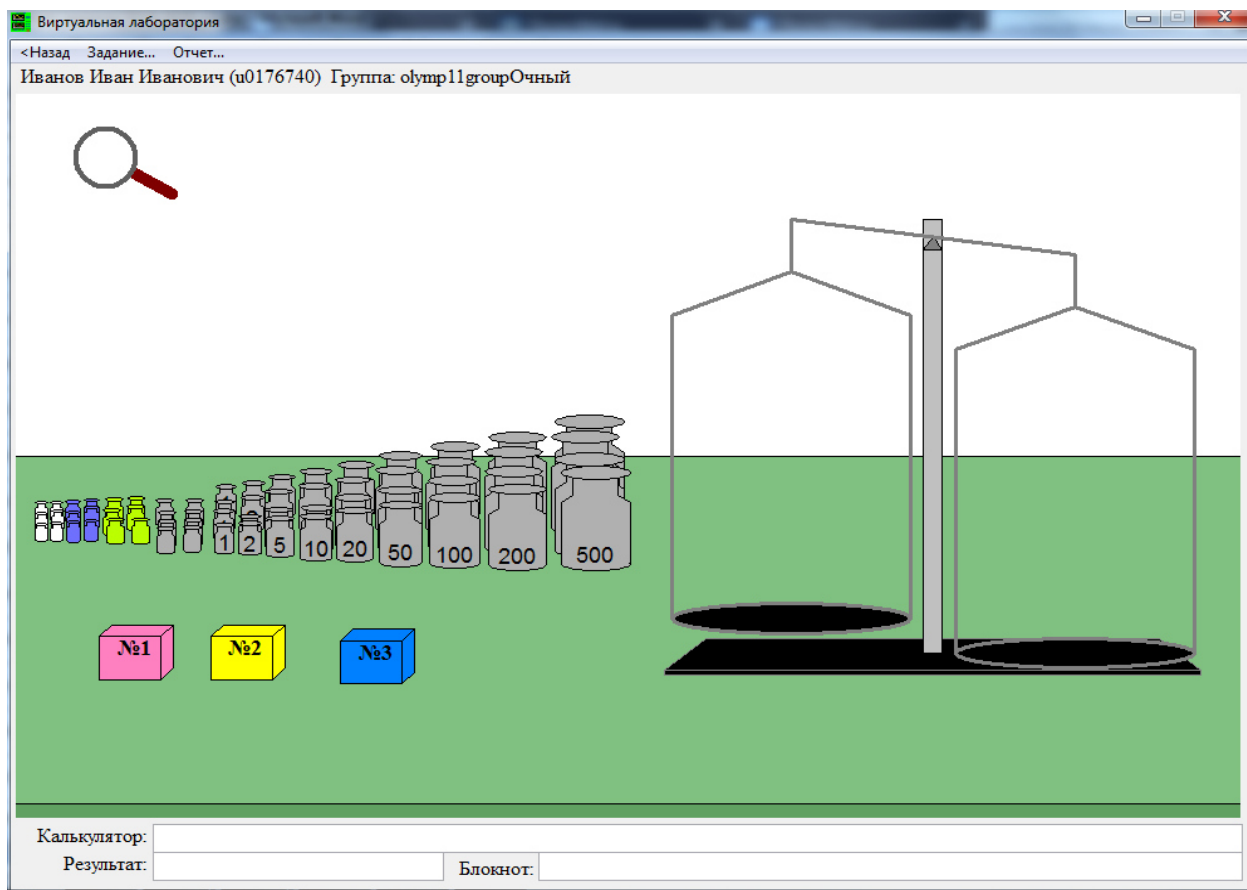 Виртуальная лаборатория
<Назад Задание... Отчет...
Иванов Иван Иванович (u0176740) Группа: olymp11groupОчный
1 2 5 10 20 50 100 200 500
№1 №2 №3
Калькулятор:
Результат: Блокнот: